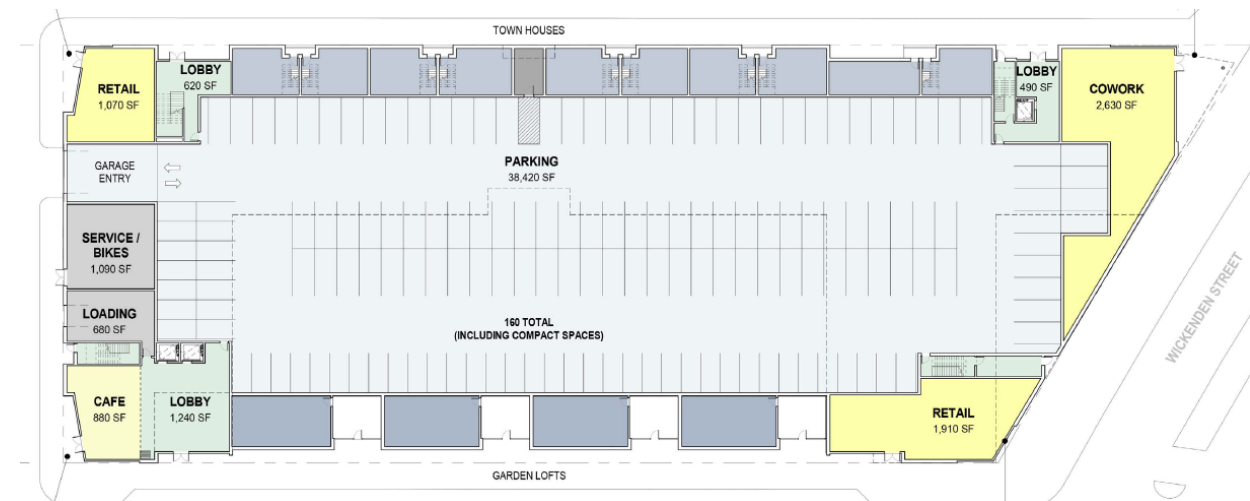 TOWN HOUSES
RETAIL
1,070 SF
LOBBY
620 SF
LOBBY
490 SF
COWORK
2,630 SF
GARAGE
ENTRY
PARKING
38,420 SF
SERVICE /
BIKES
1,090 SF
WICKENDEN STREET
LOADING
680 SF
160 TOTAL
(INCLUDING COMPACT SPACES)
CAFE
880 SF
LOBBY
1,240 SF
RETAIL
1,910 SF
GARDEN LOFTS